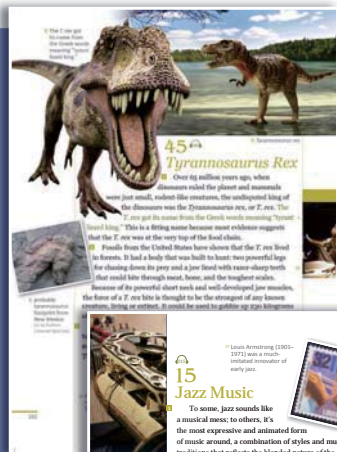 The T. rex got
its name from
the Greek words
meaning "tyrant
lizard king."
Tyrannosaurus rex
45
Tyrannosaurus Rex
Over 65 million years ago, when
dinosaurs ruled the planet and mammals
were just small, rodent-like creatures, the undisputed king of
the dinosaurs was the Tyrannosaurus rex, or T. rex. The
T. rex got its name from the Greek words meaning "tyrant
lizard king." This is a fitting name because most evidence suggests
that the T. rex was at the very top of the food chain.
Fossils from the United States have shown that the T. rex lived
in forests. It had a body that was built to hunt: two powerful legs
for chasing down its prey and a jaw lined with razor-sharp teeth
that could bite through meat, bone, and the toughest scales.
Because of its powerful short neck and well-developed jaw muscles,
the force of a T. rex bite is thought to be the strongest of any known
creature, living or extinct. It could be used to gobble up 230 kilograms
probable
tyrannosaurus
footprint from
New Mexico
Louis Armstrong (1901–
1971) was a much-
imitated innovator of
early jazz.
32
15
Jazz Music
To some, jazz sounds like
a musical mess; to others, it's
the most expressive and animated form
of music around, a combination of styles and mu